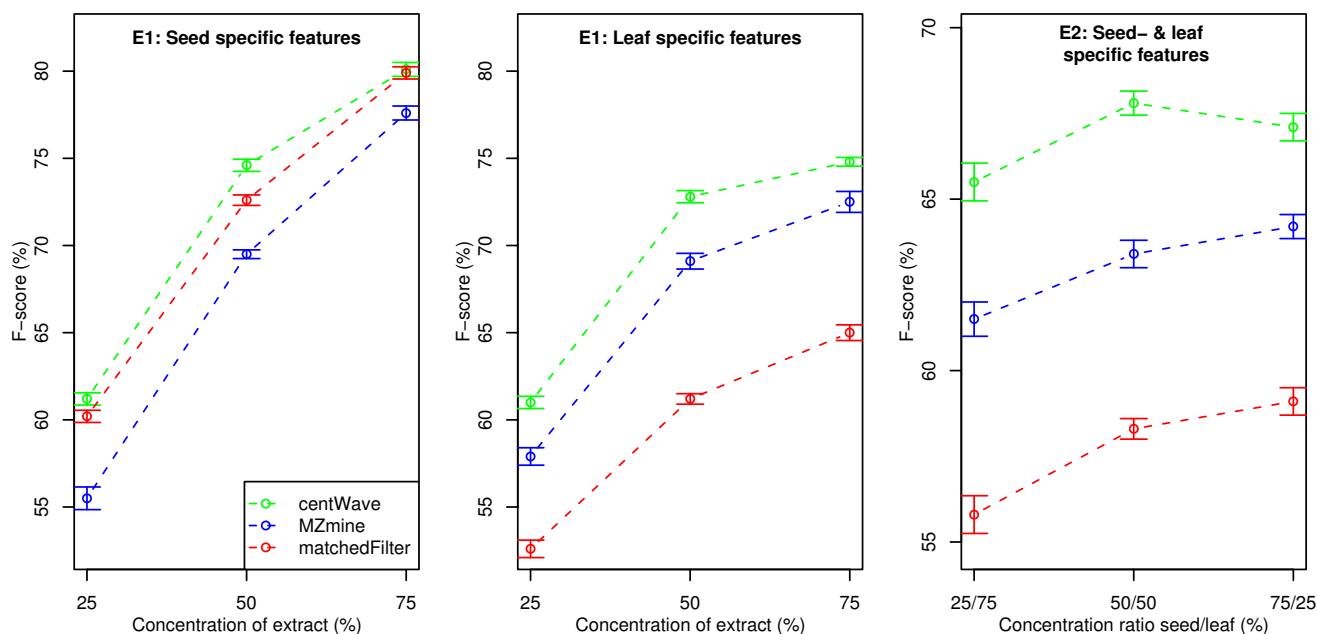 E1: Seed specific features
F−score (%)
80
75
70
65
60
55
25
50
75
Concentration of extract (%)
centWave
MZmine
matchedFilter
E1: Leaf specific features
F−score (%)
80
75
70
65
60
55
25
50
75
Concentration of extract (%)
E2: Seed− & leaf
specific features
F−score (%)
70
65
60
55
25/75
50/50
75/25
Concentration ratio seed/leaf (%)